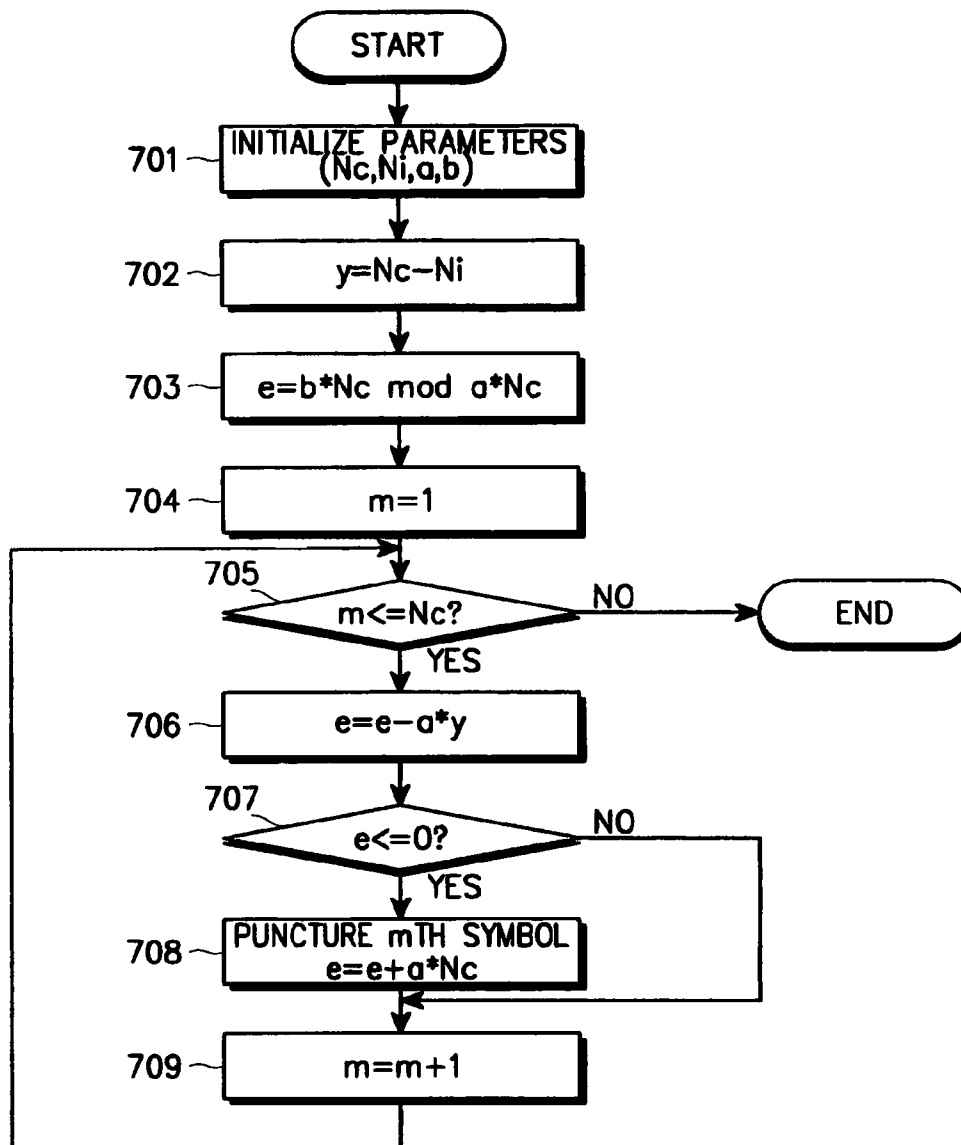 START
701
INITIALIZE PARAMETERS
(Nc,Ni,a,b)
702
y=Nc-Ni
703
e=b*Nc mod a*Nc
704
m=1
705
m<=Nc?
NO
END
YES
706
e=e-a*y
707
e<=0?
NO
YES
708
PUNCTURE mTH SYMBOL
e=e+a*Nc
709
m=m+1